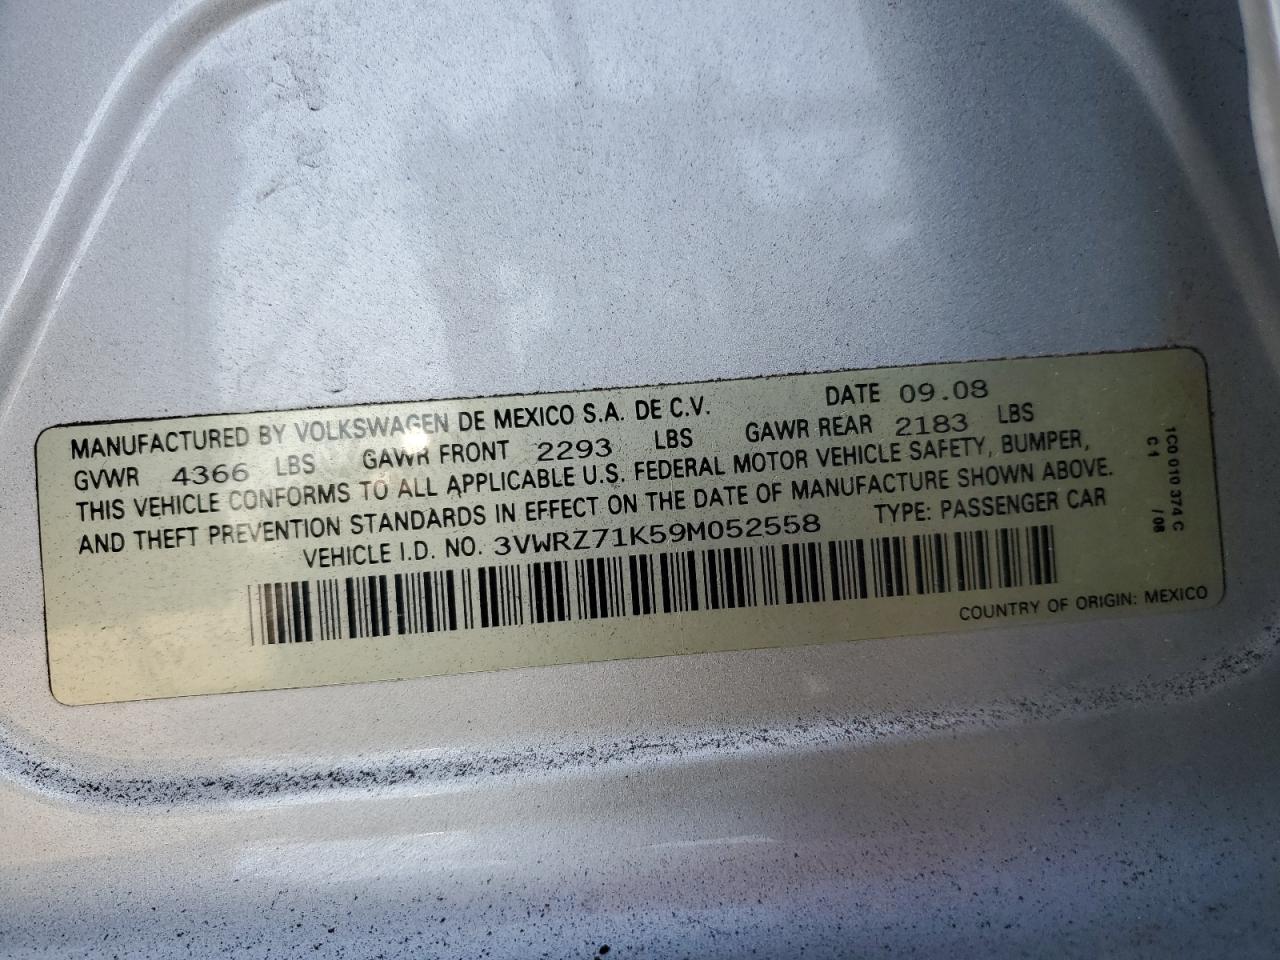 MANUFACTURED BY VOLKSWAGEN DE MEXICO S.A. DE C.V. DATE 09.08
GVWR 4366 LBS GAWR FRONT 2293 LBS GAWR REAR 2183 LBS
THIS VEHICLE CONFORMS TO ALL APPLICABLE U.S. FEDERAL MOTOR VEHICLE SAFETY, BUMPER,
AND THEFT PREVENTION STANDARDS IN EFFECT ON THE DATE OF MANUFACTURE SHOWN ABOVE.
VEHICLE I.D. NO. 3VWRZ71K59M052558 TYPE: PASSENGER CAR
COUNTRY OF ORIGIN: MEXICO
1C0 010 374 C
C1 /08